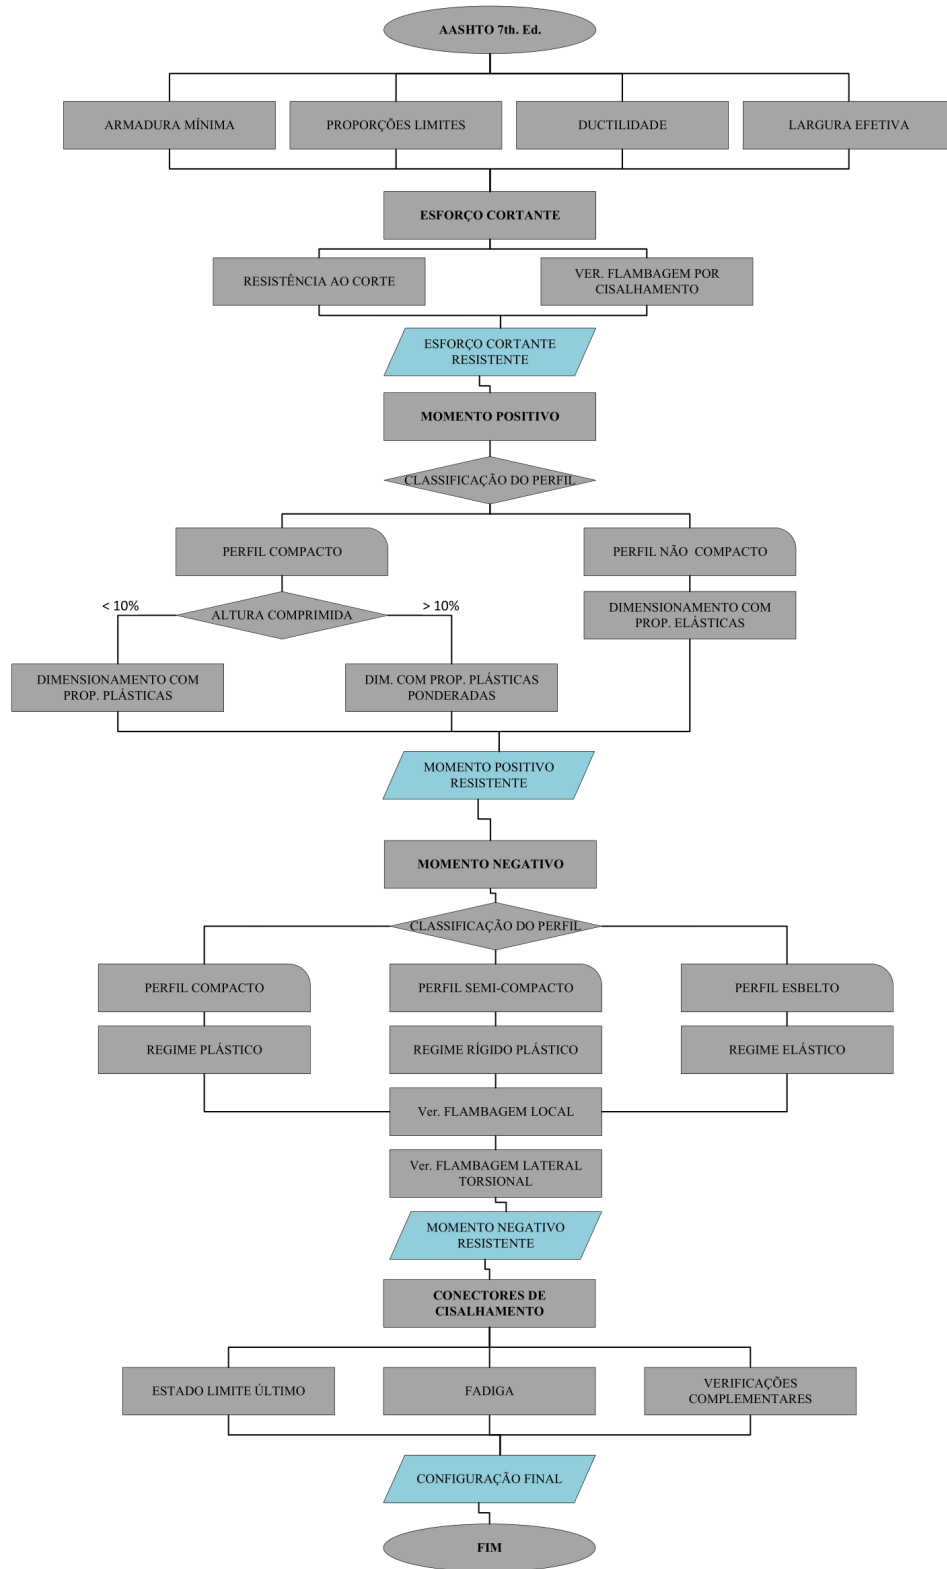 AASHTO 7th. Ed.
ARMADURA MÍNIMA
PROPORÇÕES LIMITES
DUCTILIDADE
LARGURA EFETIVA
ESFORÇO CORTANTE
RESISTÊNCIA AO CORTE
VER. FLAMBAGEM POR
CISALHAMENTO
ESFORÇO CORTANTE
RESISTENTE
MOMENTO POSITIVO
CLASSIFICAÇÃO DO PERFIL
PERFIL COMPACTO
PERFIL NÃO COMPACTO
< 10%
ALTURA COMPRIMIDA
> 10%
DIMENSIONAMENTO COM
PROP. ELÁSTICAS
DIMENSIONAMENTO COM
PROP. PLÁSTICAS
DIM. COM PROP. PLÁSTICAS
PONDERADAS
MOMENTO POSITIVO
RESISTENTE
MOMENTO NEGATIVO
CLASSIFICAÇÃO DO PERFIL
PERFIL COMPACTO
PERFIL SEMI-COMPACTO
PERFIL ESBELTO
REGIME PLÁSTICO
REGIME RÍGIDO PLÁSTICO
REGIME ELÁSTICO
Ver. FLAMBAGEM LOCAL
Ver. FLAMBAGEM LATERAL
TORSIONAL
MOMENTO NEGATIVO
RESISTENTE
CONECTORES DE
CISALHAMENTO
ESTADO LIMITE ÚLTIMO
FADIGA
VERIFICAÇÕES
COMPLEMENTARES
CONFIGURAÇÃO FINAL
FIM